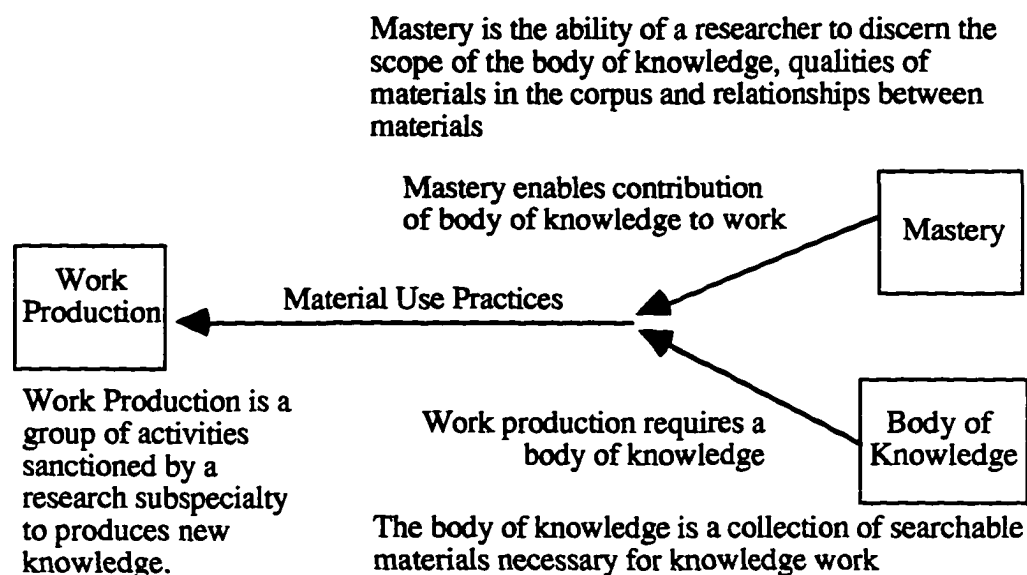 Mastery is the ability of a researcher to discern the
scope of the body of knowledge, qualities of
materials in the corpus and relationships between
materials
Mastery enables contribution
of body of knowledge to work
Mastery
Work
Production
Material Use Practices
Work Production is a
group of activities
sanctioned by a
research subspecialty
to produces new
knowledge.
Work production requires a
body of knowledge
Body of
Knowledge
The body of knowledge is a collection of searchable
materials necessary for knowledge work